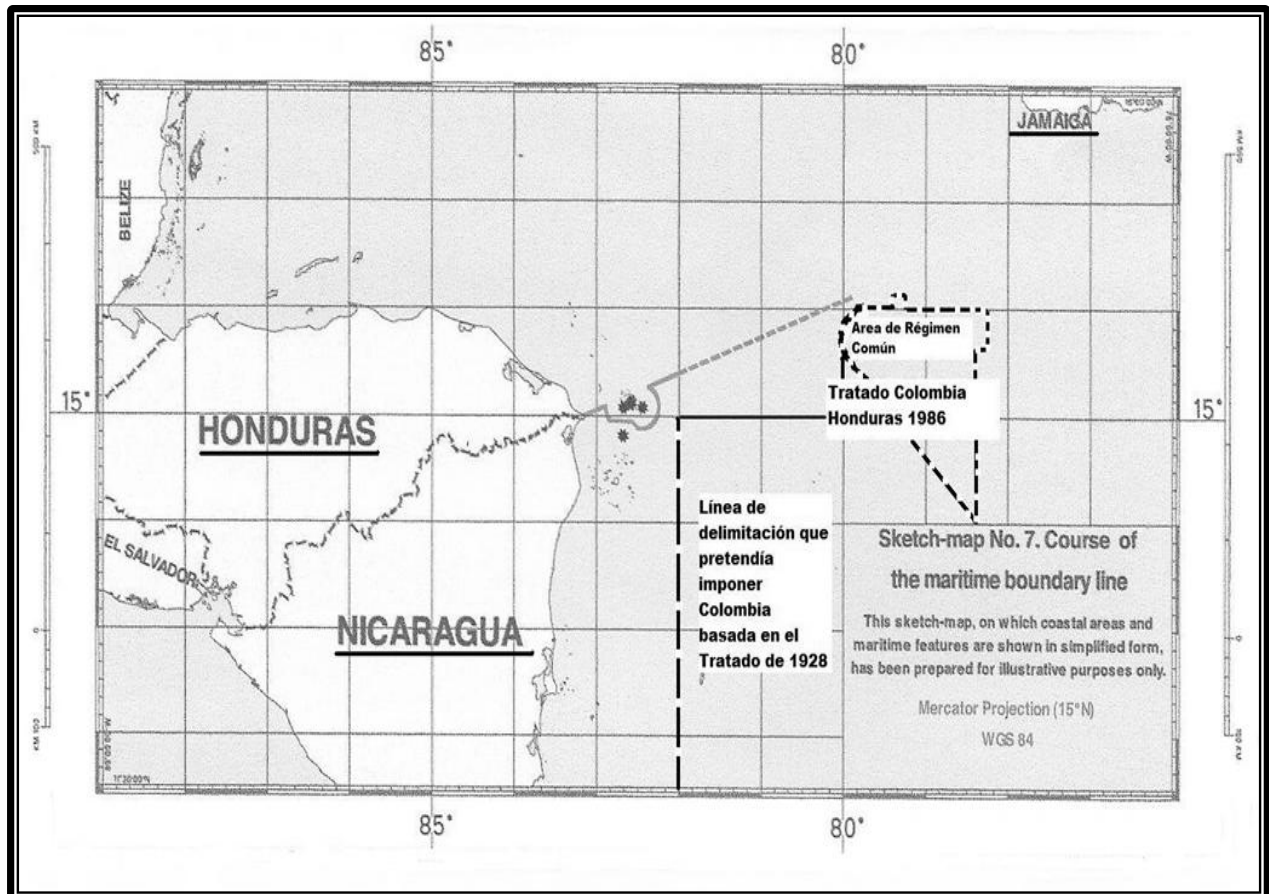 85°
80°
JAMAICA
BELIZE
Area de Régimen
Común
Tratado Colombia
Honduras 1986
15°
15°
HONDURAS
Línea de
delimitación que
pretendía
imponer
Colombia
basada en el
Tratado de 1928
EL SALVADOR
NICARAGUA
Sketch-map No. 7. Course of
the maritime boundary line
This sketch-map, on which coastal areas and
maritime features are shown in simplified form,
has been prepared for illustrative purposes only.
Mercator Projection (15°N)
WGS 84
85°
80°